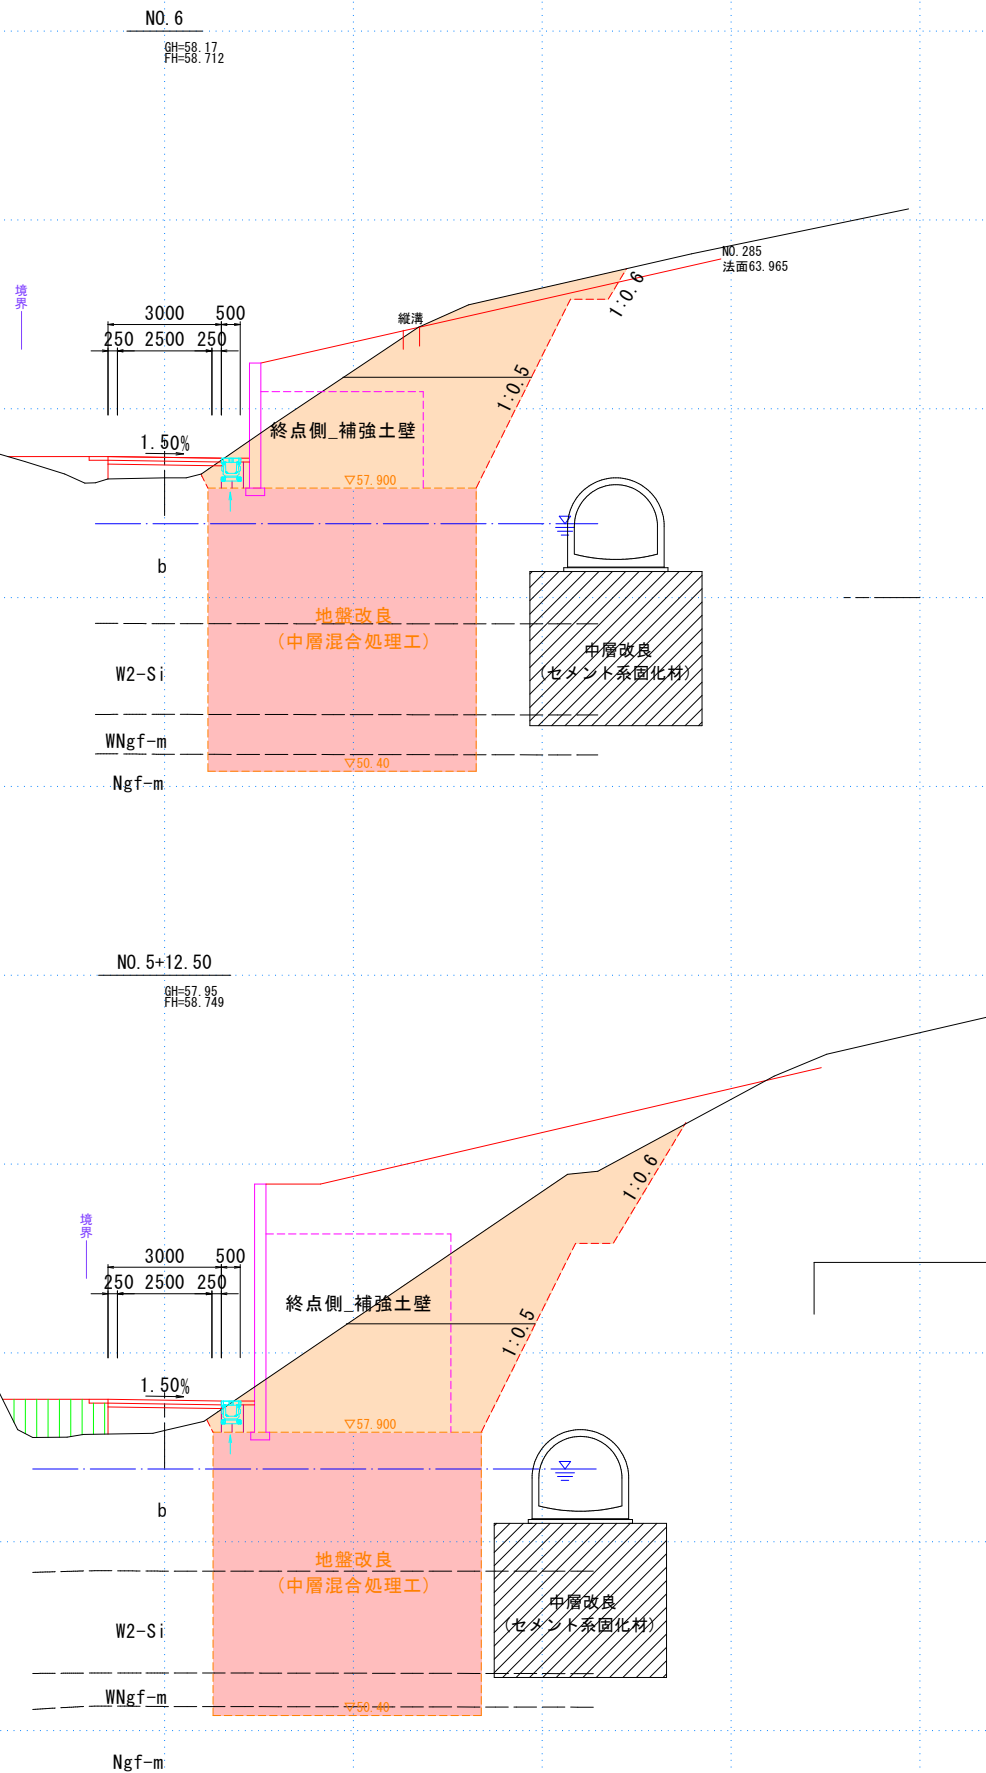 NO.6
GH=58.17
FH=58.712
NO.285
法面63.965
境界
3000 500
250 2500 250
縦溝
1:0.6
1:0.5
1.50%
終点側_補強土壁
▽57.900
b
地盤改良
(中層混合処理工)
中層改良
(セメント系固化材)
W2-Si
WNgf-m
▽50.40
Ngf-m
NO.5+12.50
GH=57.95
FH=58.749
境界
3000 500
250 2500 250
1:0.6
終点側_補強土壁
1:0.5
1.50%
▽57.900
b
地盤改良
(中層混合処理工)
中層改良
(セメント系固化材)
W2-Si
WNgf-m
▽50.40
Ngf-m